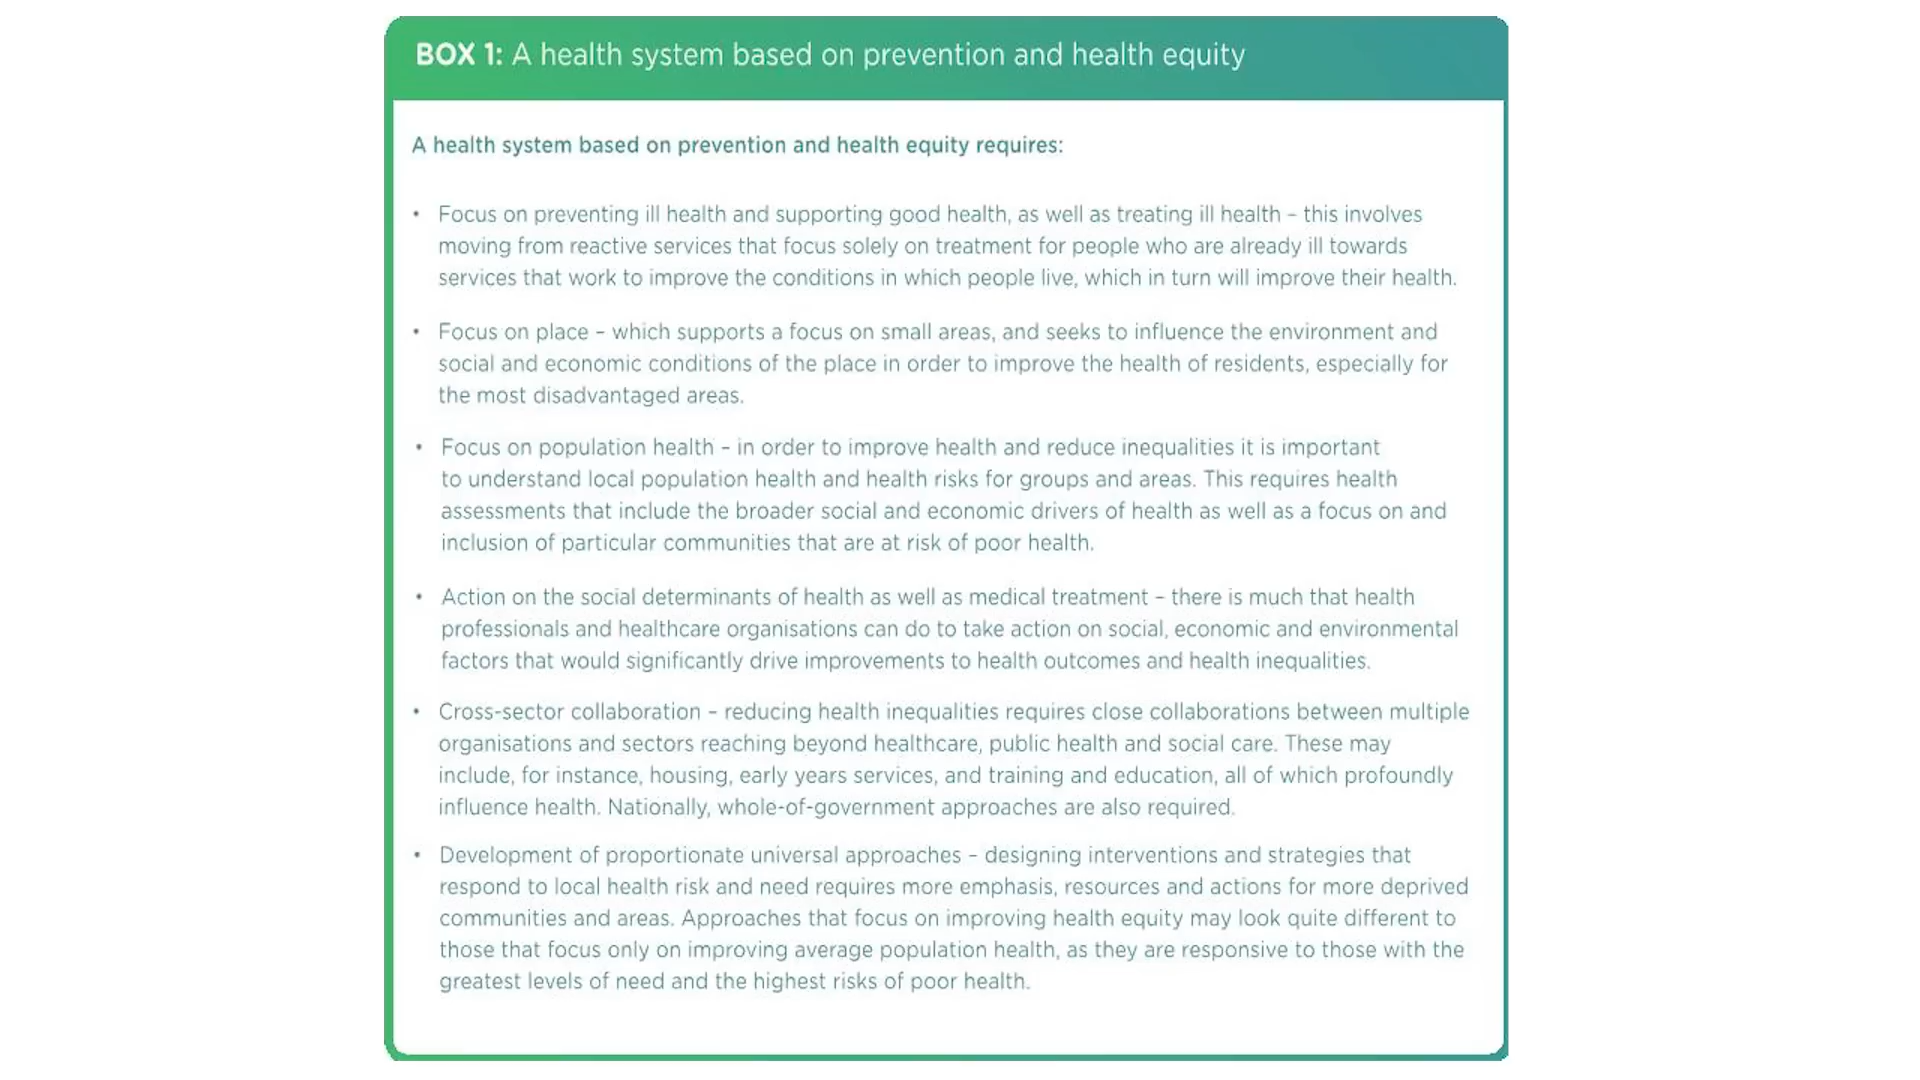 BOX 1: A health system based on prevention and health equity
A health system based on prevention and health equity requires:
• Focus on preventing ill health and supporting good health, as well as treating ill health – this involves
moving from reactive services that focus solely on treatment for people who are already ill towards
services that work to improve the conditions in which people live, which in turn will improve their health.
• Focus on place – which supports a focus on small areas, and seeks to influence the environment and
social and economic conditions of the place in order to improve the health of residents, especially for
the most disadvantaged areas.
• Focus on population health – in order to improve health and reduce inequalities it is important
to understand local population health and health risks for groups and areas. This requires health
assessments that include the broader social and economic drivers of health as well as a focus on and
inclusion of particular communities that are at risk of poor health.
• Action on the social determinants of health as well as medical treatment – there is much that health
professionals and healthcare organisations can do to take action on social, economic and environmental
factors that would significantly drive improvements to health outcomes and health inequalities.
• Cross-sector collaboration – reducing health inequalities requires close collaborations between multiple
organisations and sectors reaching beyond healthcare, public health and social care. These may
include, for instance, housing, early years services, and training and education, all of which profoundly
influence health. Nationally, whole-of-government approaches are also required.
• Development of proportionate universal approaches – designing interventions and strategies that
respond to local health risk and need requires more emphasis, resources and actions for more deprived
communities and areas. Approaches that focus on improving health equity may look quite different to
those that focus only on improving average population health, as they are responsive to those with the
greatest levels of need and the highest risks of poor health.